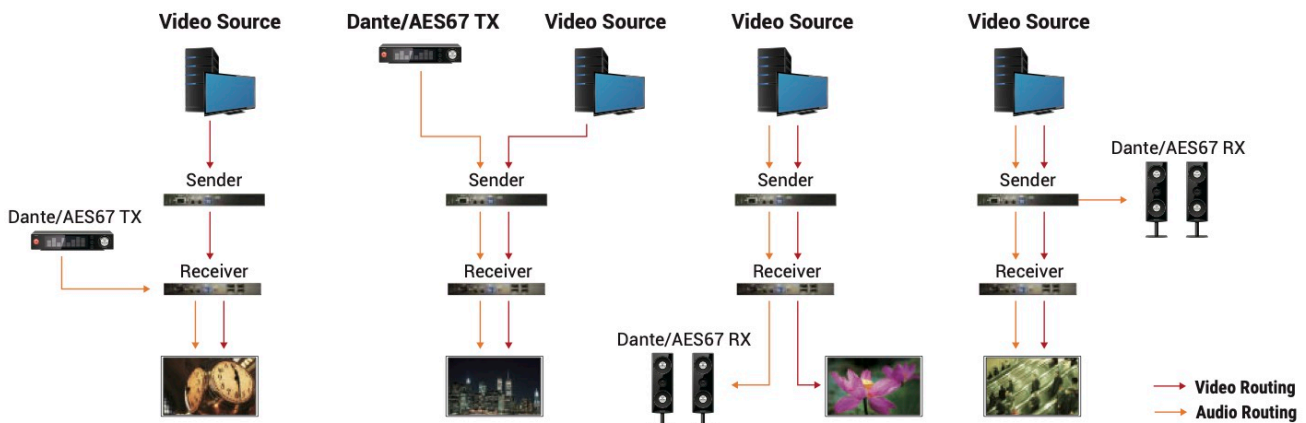 Video Source
Dante/AES67 TX
Video Source
Video Source
Video Source
Dante/AES67 RX
Sender
Sender
Sender
Sender
Dante/AES67 TX
Receiver
Receiver
Receiver
Receiver
Dante/AES67 RX
Video Routing
Audio Routing